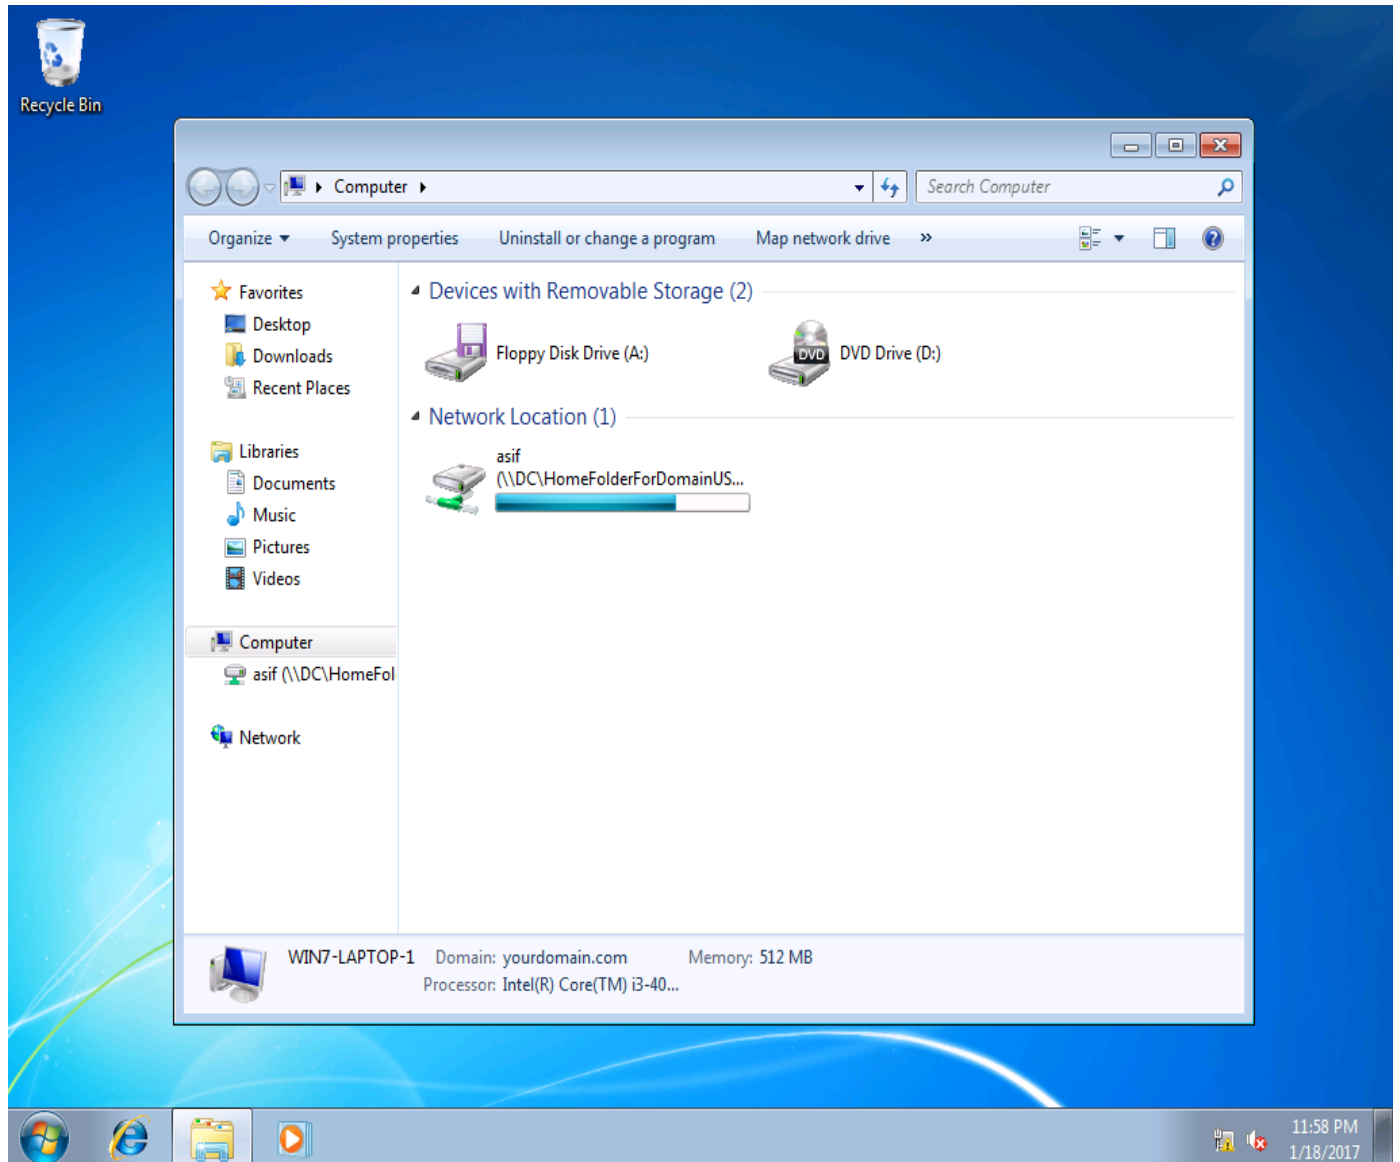 Recycle Bin
Computer
Search Computer
Organize
System properties
Uninstall or change a program
Map network drive
»
Favorites
Desktop
Downloads
Recent Places
Libraries
Documents
Music
Pictures
Videos
Computer
asif (\\DC\HomeFol
Network
Devices with Removable Storage (2)
Floppy Disk Drive (A:)
DVD
DVD Drive (D:)
Network Location (1)
asif
(\\DC\HomeFolderForDomainUS...
WIN7-LAPTOP-1 Domain: yourdomain.com Memory: 512 MB
Processor: Intel(R) Core(TM) i3-40...
11:58 PM
1/18/2017